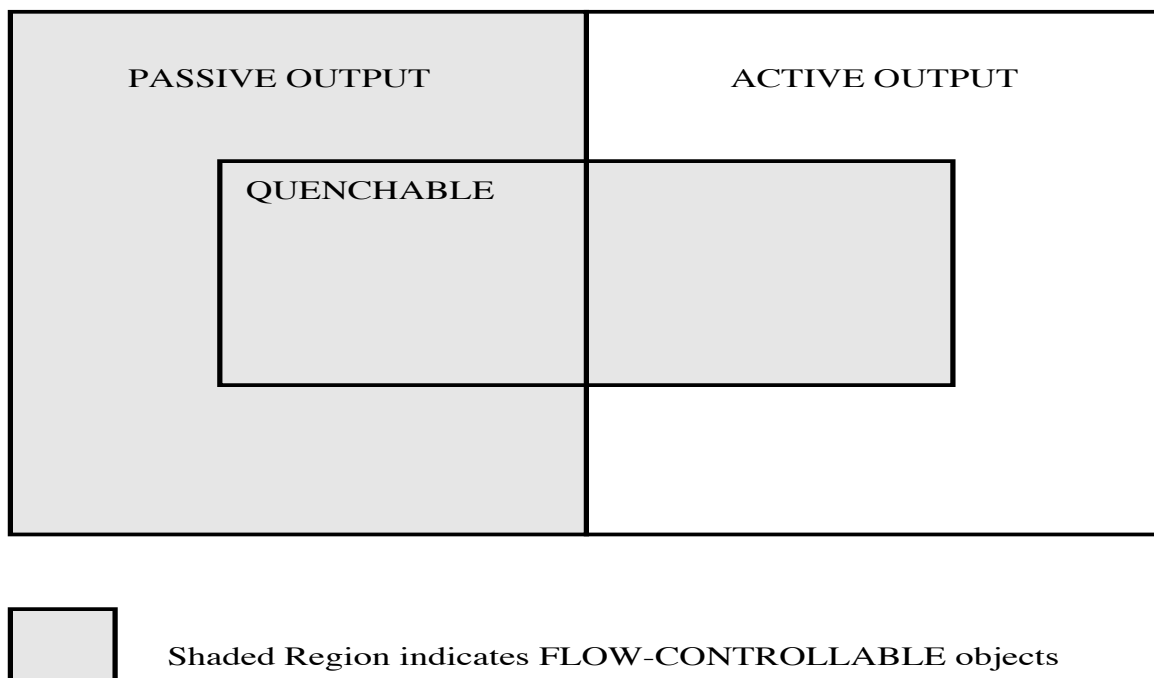 PASSIVE OUTPUT
ACTIVE OUTPUT
QUENCHABLE
Shaded Region indicates FLOW-CONTROLLABLE objects